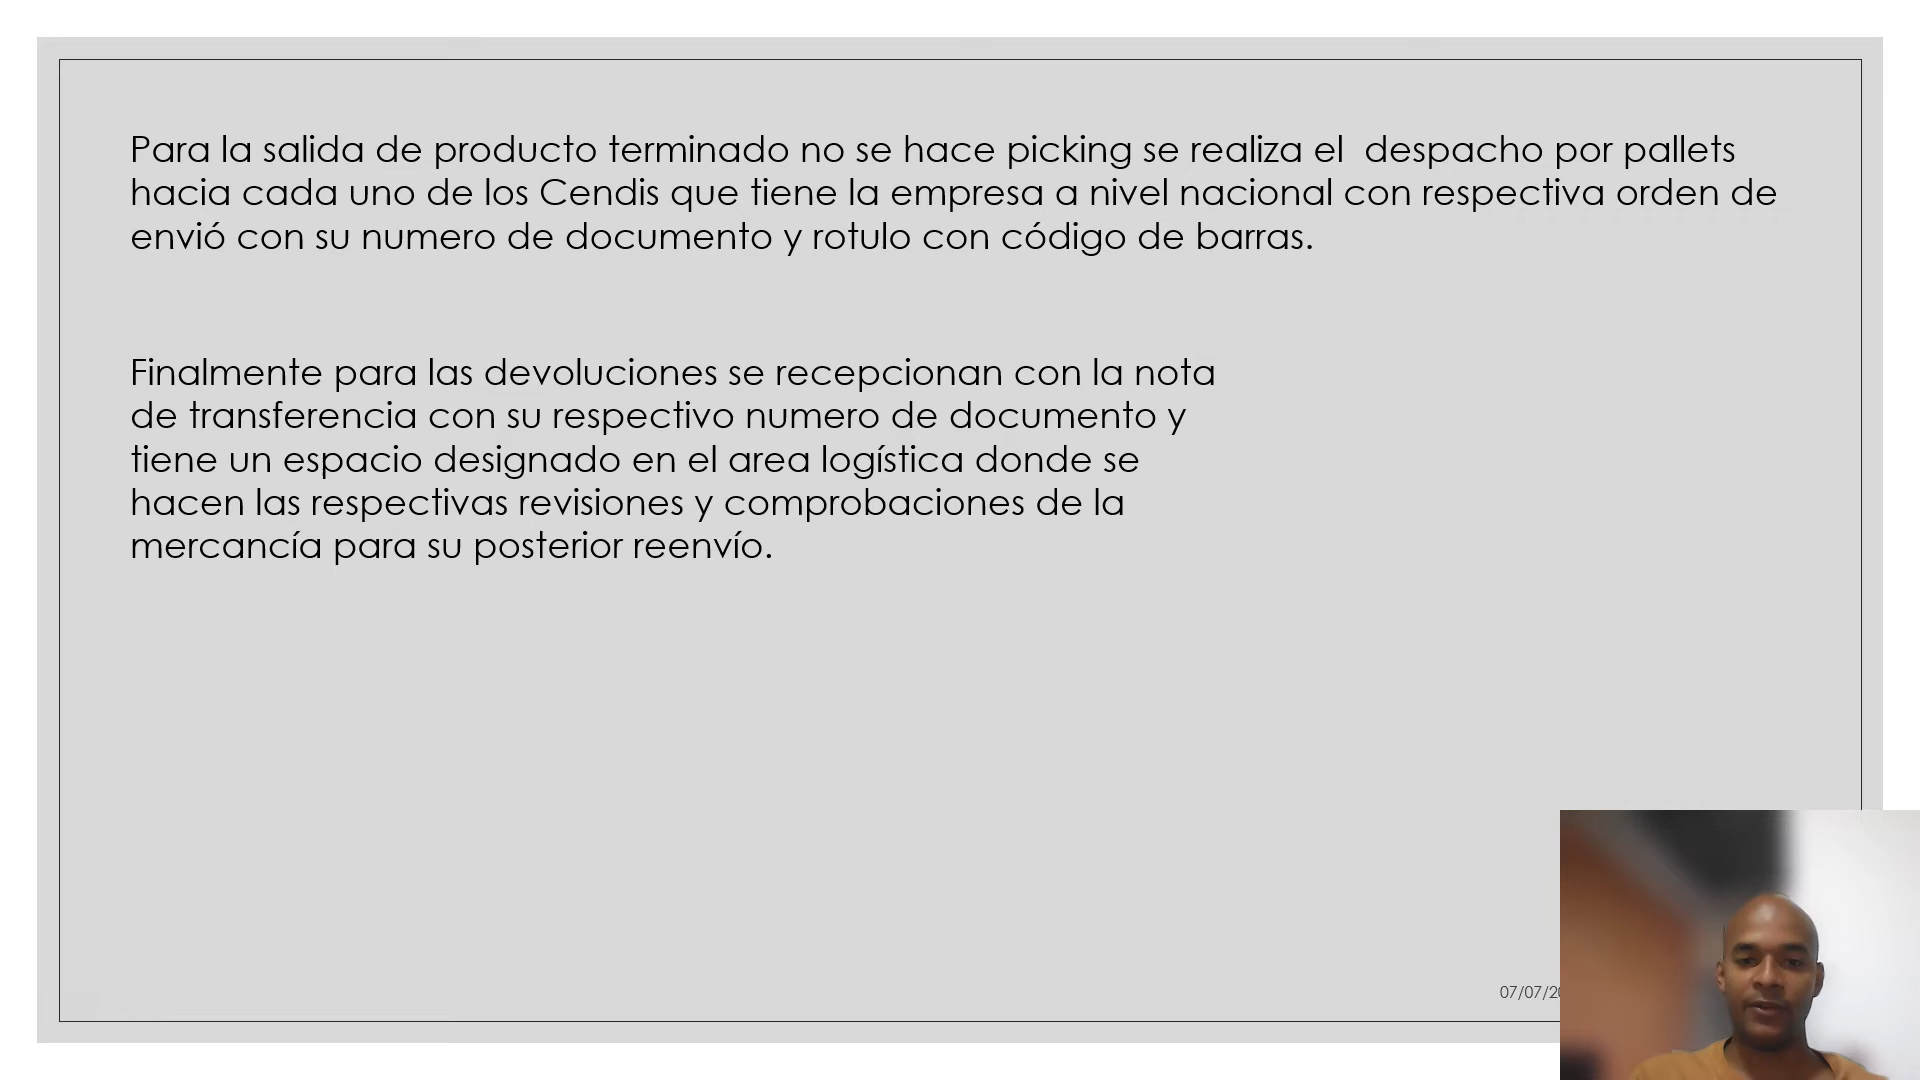 Para la salida de producto terminado no se hace picking se realiza el  despacho por pallets
hacia cada uno de los Cendis que tiene la empresa a nivel nacional con respectiva orden de
envió con su numero de documento y rotulo con código de barras.
Finalmente para las devoluciones se recepcionan con la nota
de transferencia con su respectivo numero de documento y
tiene un espacio designado en el area logística donde se
hacen las respectivas revisiones y comprobaciones de la
mercancía para su posterior reenvío.
07/07/20